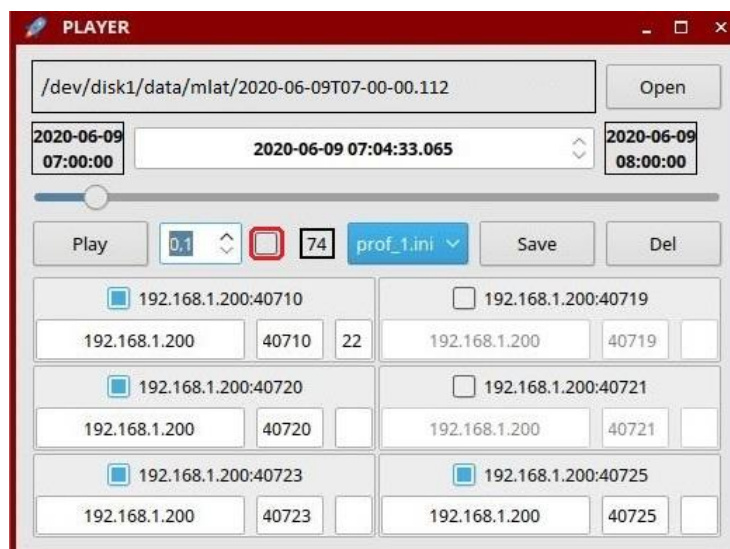 PLAYER
/dev/disk1/data/mlat/2020-06-09T07-00-00.112 Open
2020-06-09 07:00:00 2020-06-09 07:04:33.065 2020-06-09 08:00:00
Play 0,1 74 prof_1.ini Save Del
192.168.1.200:40710 192.168.1.200:40719
192.168.1.200 40710 22 192.168.1.200 40719
192.168.1.200:40720 192.168.1.200:40721
192.168.1.200 40720 192.168.1.200 40721
192.168.1.200:40723 192.168.1.200:40725
192.168.1.200 40723 192.168.1.200 40725